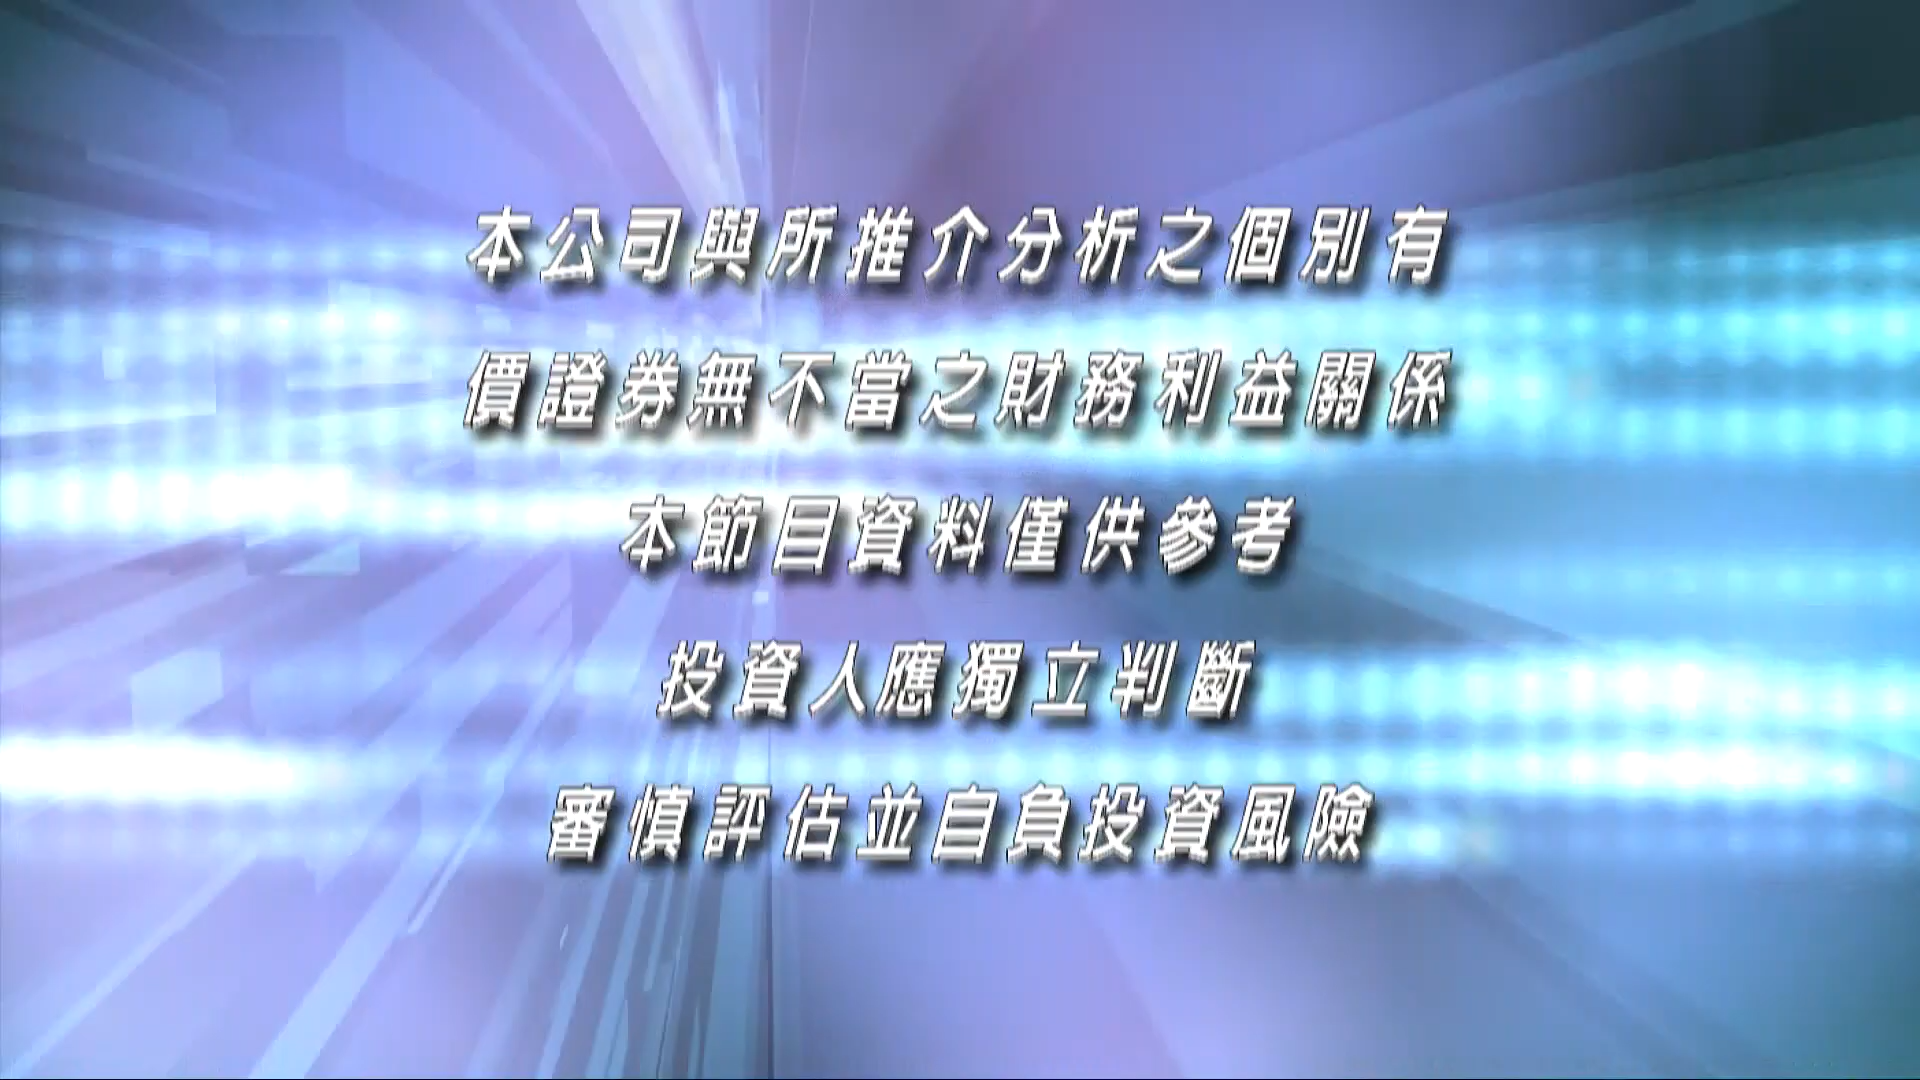 本公司與所推介分析之個別有
價證券無不當之財務利益關係
本節目資料僅供參考
投資人應獨立判斷
審慎評估並自負投資風險